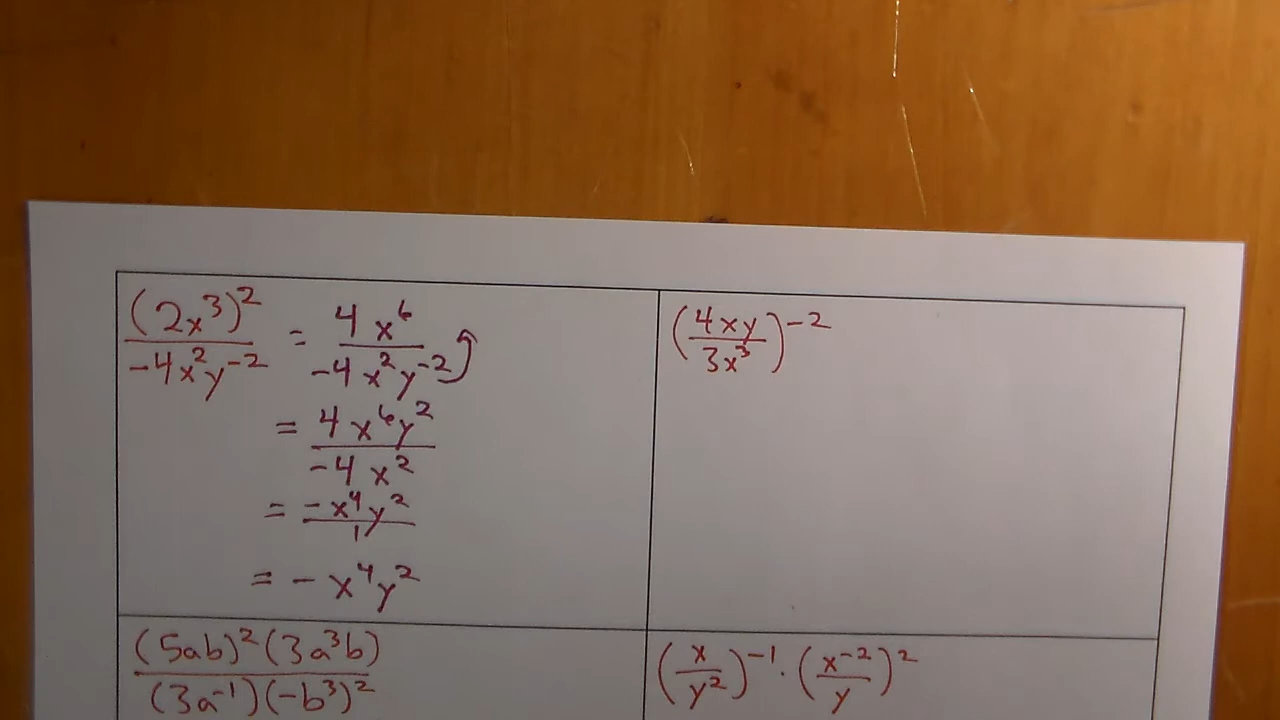 (2x³)² / -4x²y⁻² = 4x⁶ / -4x²y⁻²
= 4x⁶y² / -4x²
= -x⁴y² / 1
= -x⁴y²
(4xy / 3x³)⁻²
(5ab)²(3a³b) / (3a⁻¹)(-b³)²
(x / y²)⁻¹ · (x⁻² / y)²